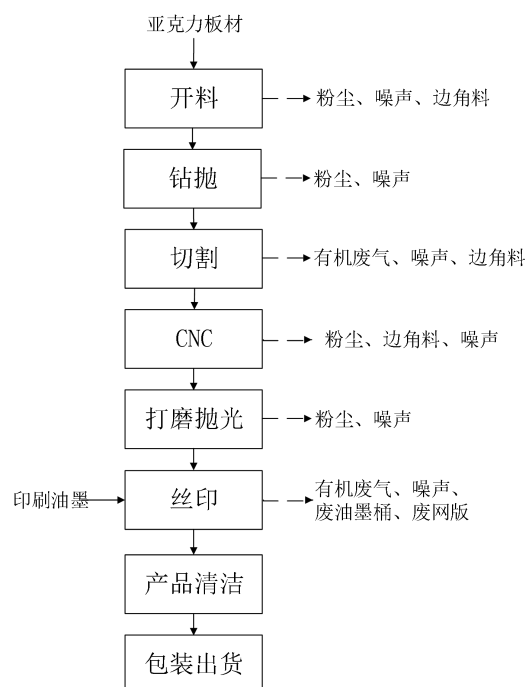 亚克力板材
开料
粉尘、噪声、边角料
钻抛
粉尘、噪声
切割
有机废气、噪声、边角料
CNC
粉尘、边角料、噪声
打磨抛光
粉尘、噪声
印刷油墨
丝印
有机废气、噪声、
废油墨桶、废网版
产品清洁
包装出货